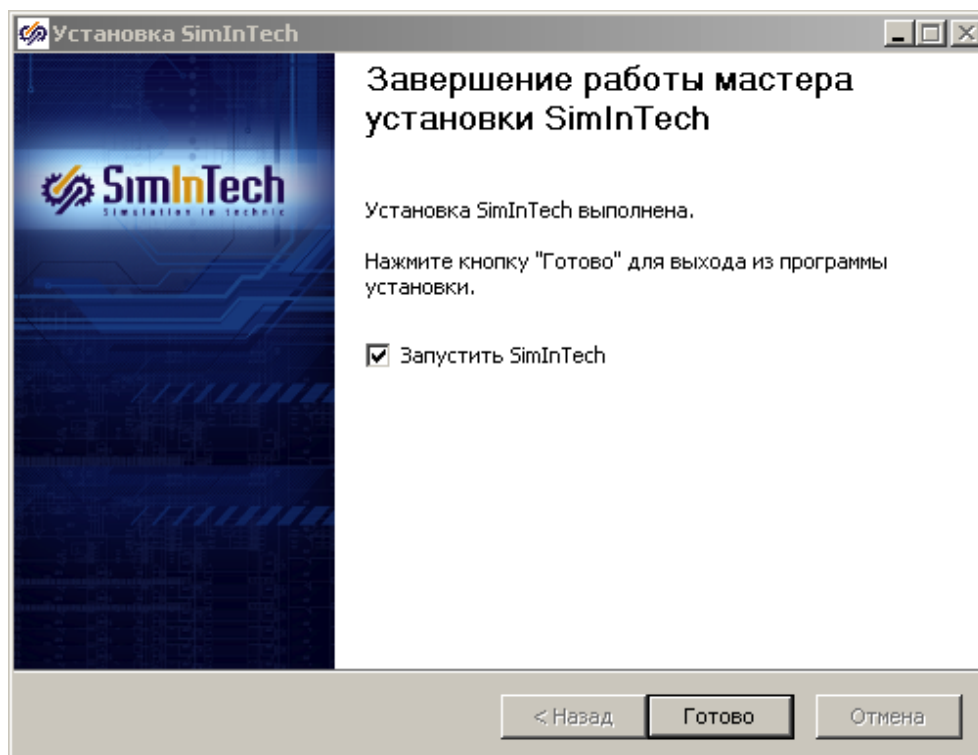 Установка SimInTech
Завершение работы мастера
установки SimInTech
SimInTech
Simulation in technic
Установка SimInTech выполнена.
Нажмите кнопку "Готово" для выхода из программы
установки.
Запустить SimInTech
< Назад
Готово
Отмена